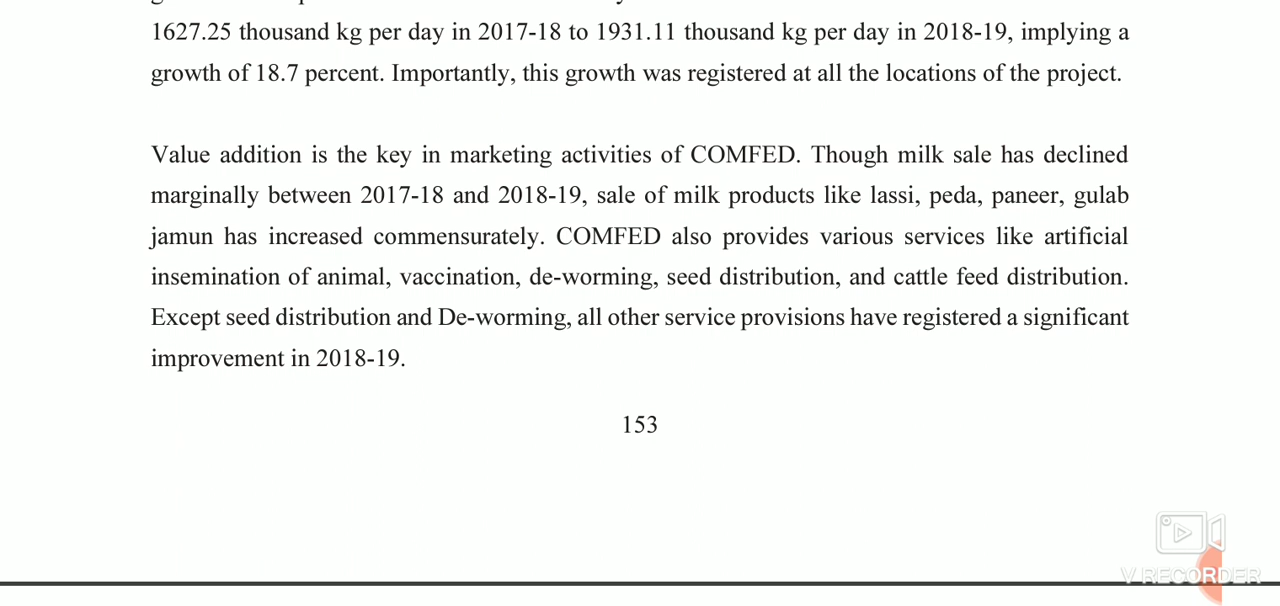 1627.25 thousand kg per day in 2017-18 to 1931.11 thousand kg per day in 2018-19, implying a
growth of 18.7 percent. Importantly, this growth was registered at all the locations of the project.
Value addition is the key in marketing activities of COMFED. Though milk sale has declined
marginally between 2017-18 and 2018-19, sale of milk products like lassi, peda, paneer, gulab
jamun has increased commensurately. COMFED also provides various services like artificial
insemination of animal, vaccination, de-worming, seed distribution, and cattle feed distribution.
Except seed distribution and De-worming, all other service provisions have registered a significant
improvement in 2018-19.
153
V RECORDER